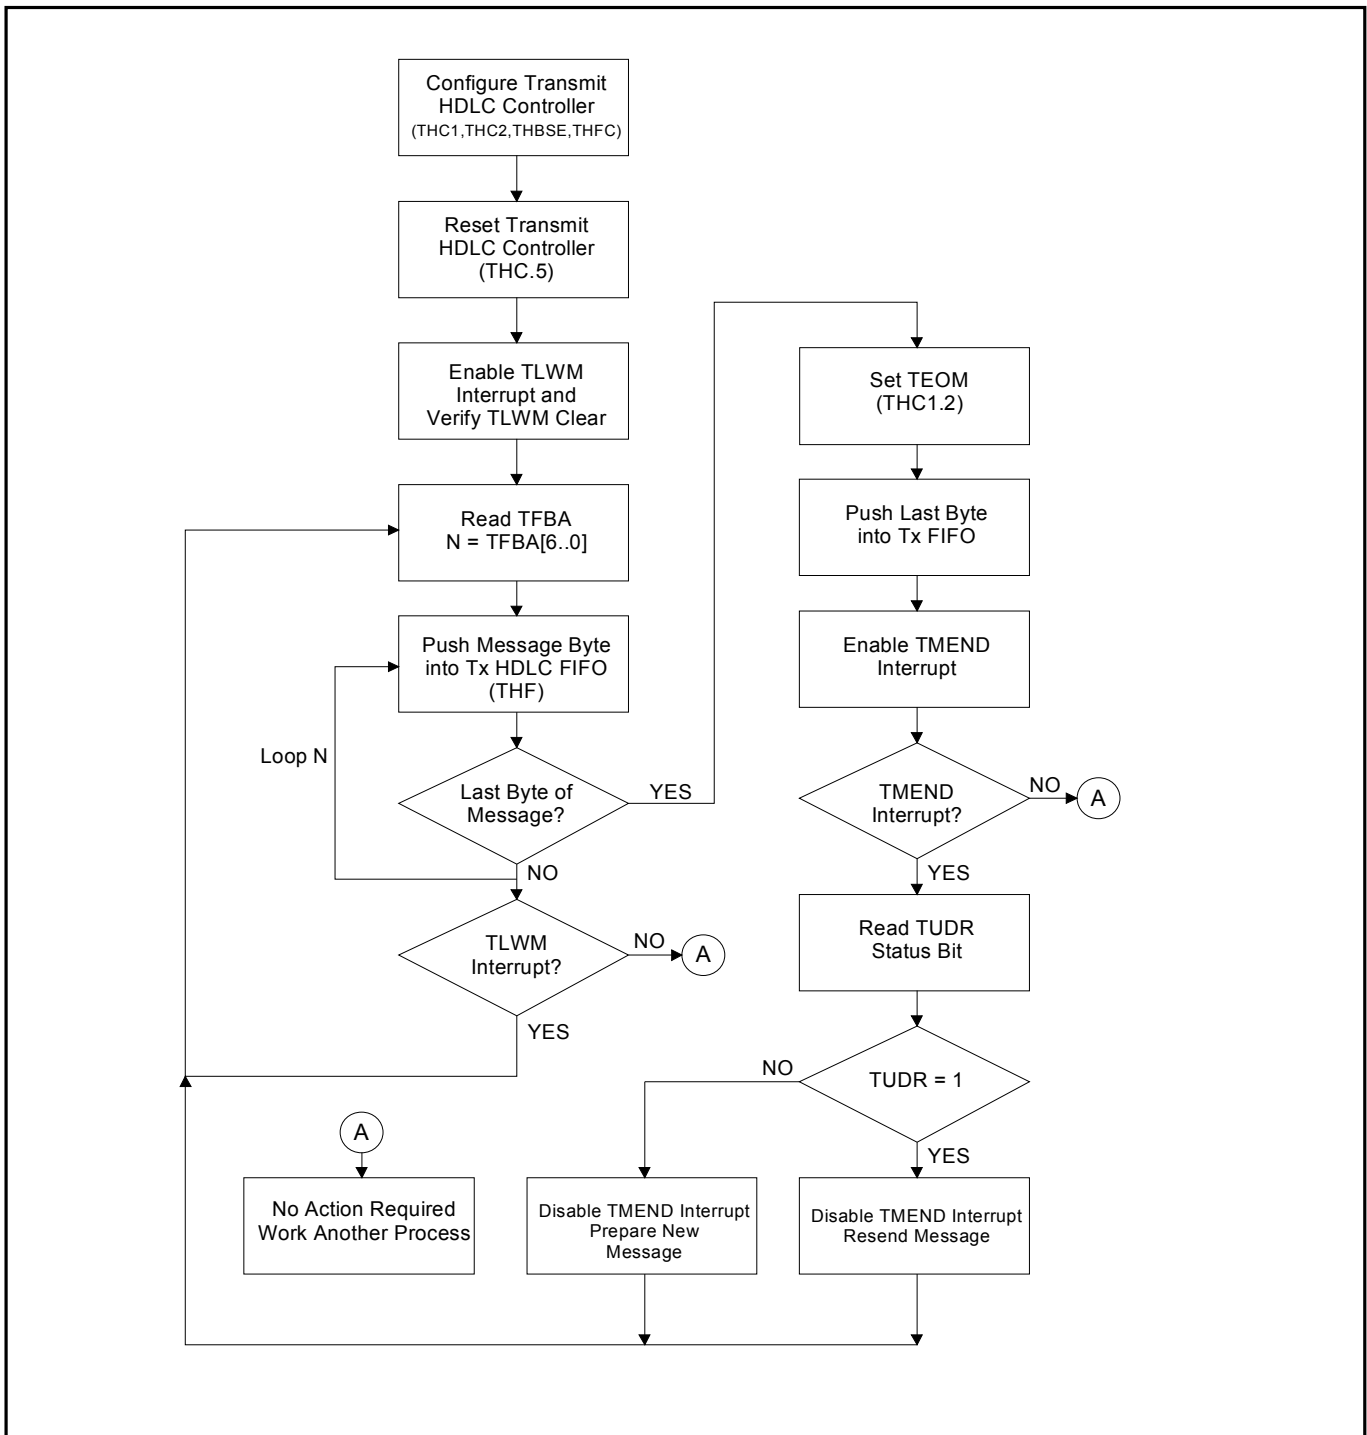 Configure Transmit
HDLC Controller
(THC1,THC2,THBSE,THFC)
Reset Transmit
HDLC Controller
(THC.5)
Enable TLWM
Interrupt and
Verify TLWM Clear
Read TFBA
N = TFBA[6..0]
Push Message Byte
into Tx HDLC FIFO
(THF)
Loop N
Last Byte of
Message?
YES
NO
TLWM
Interrupt?
NO
A
YES
A
No Action Required
Work Another Process
Set TEOM
(THC1.2)
Push Last Byte
into Tx FIFO
Enable TMEND
Interrupt
TMEND
Interrupt?
NO
A
YES
Read TUDR
Status Bit
TUDR = 1
NO
YES
Disable TMEND Interrupt
Prepare New
Message
Disable TMEND Interrupt
Resend Message